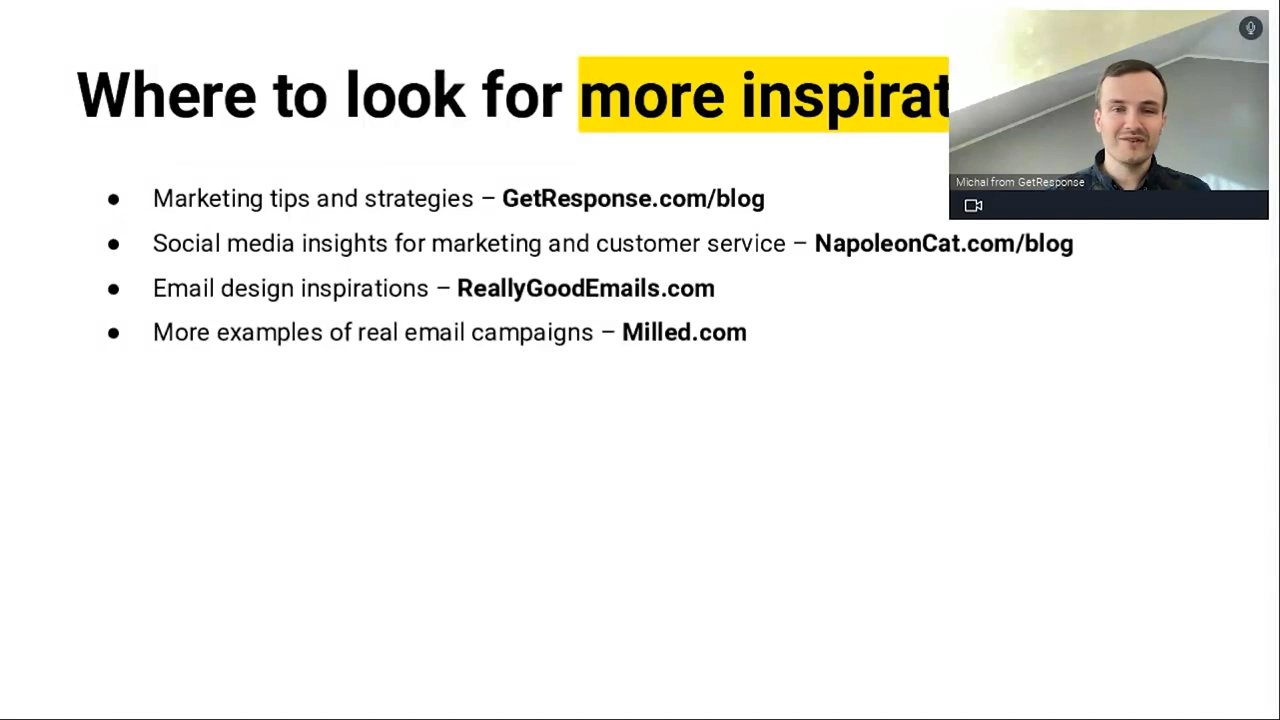 Where to look for more inspirat
Michal from GetResponse
● Marketing tips and strategies – GetResponse.com/blog
● Social media insights for marketing and customer service – NapoleonCat.com/blog
● Email design inspirations – ReallyGoodEmails.com
● More examples of real email campaigns – Milled.com